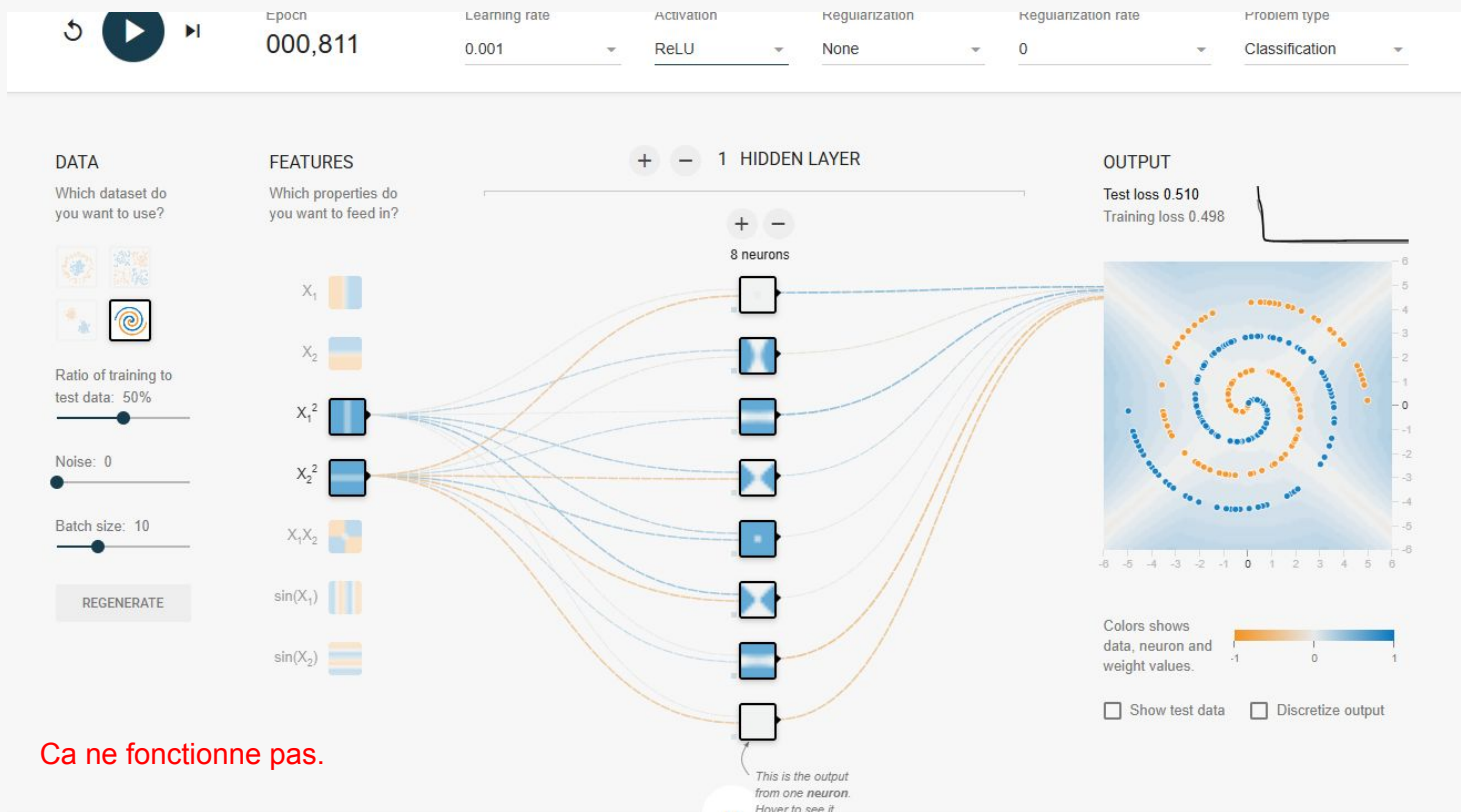 Epoch
Learning rate
Activation
Regularization
Regularization rate
Problem type
000,811
0.001
ReLU
None
0
Classification
DATA
Which dataset do
you want to use?
Ratio of training to
test data: 50%
Noise: 0
Batch size: 10
REGENERATE
FEATURES
Which properties do
you want to feed in?
X₁
X₂
X₁²
X₂²
X₁X₂
sin(X₁)
sin(X₂)
+ − 1 HIDDEN LAYER
+ −
8 neurons
This is the output
from one neuron.
Hover to see it
OUTPUT
Test loss 0.510
Training loss 0.498
6
5
4
3
2
1
0
-1
-2
-3
-4
-5
-6
-6 -5 -4 -3 -2 -1 0 1 2 3 4 5 6
Colors shows
data, neuron and
weight values.
-1 0 1
Show test data
Discretize output
Ca ne fonctionne pas.